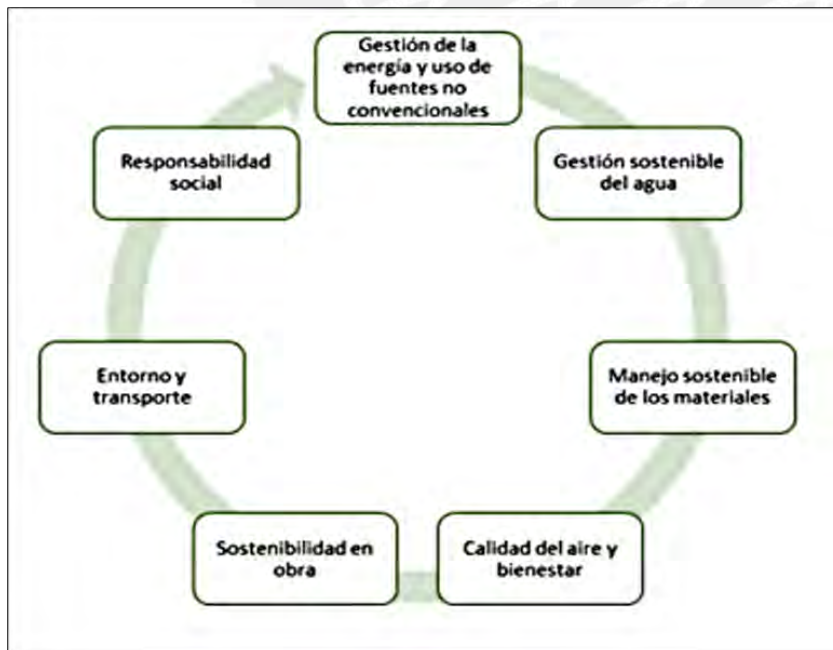 Gestión de la
energía y uso de
fuentes no
convencionales
Gestión sostenible
del agua
Manejo sostenible
de los materiales
Calidad del aire y
bienestar
Sostenibilidad en
obra
Entorno y
transporte
Responsabilidad
social